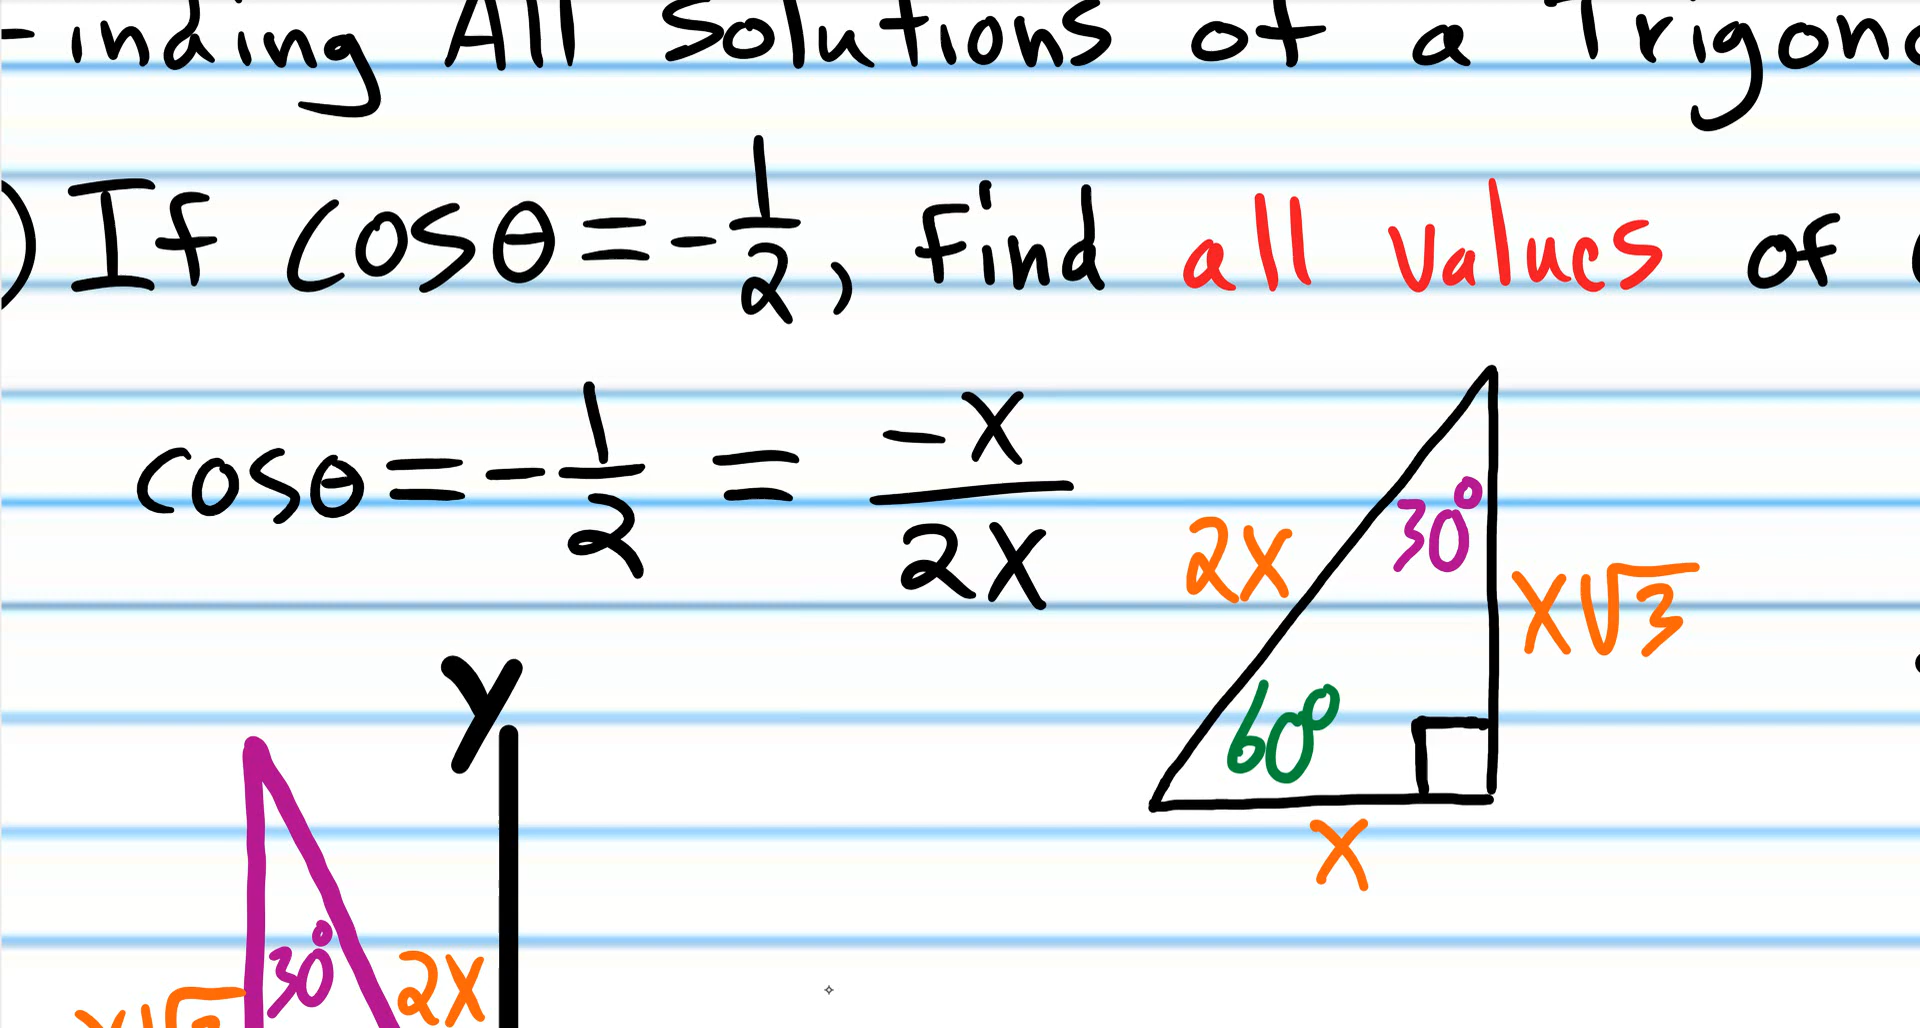 inding All Solutions of a Trigono
) If cosθ = -1/2, Find all values of
cosθ = -1/2 = -x/2x
30°
2x
x√3
60°
y
x
30°
2x
x√3